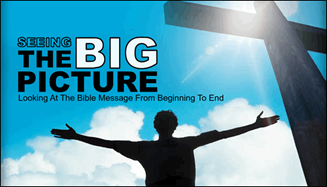 SEEING
THE BIG
PICTURE
Looking At The Bible Message From Beginning To End